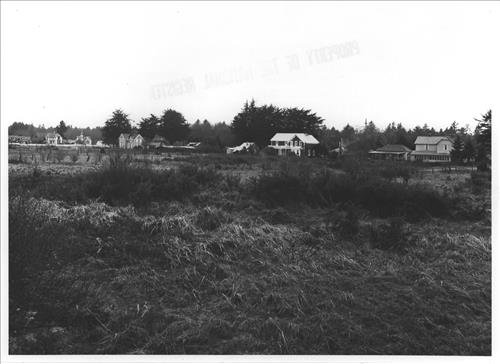 PROPERTY OF THE NATIONAL REGISTER